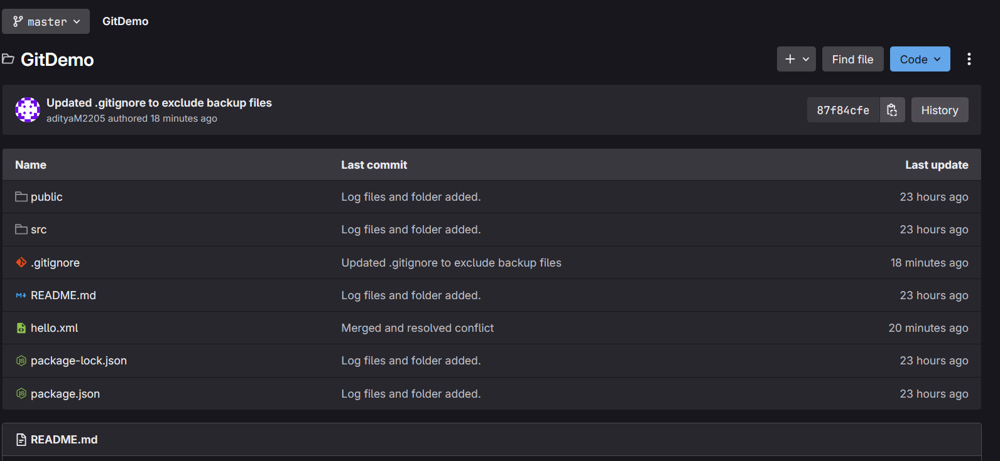 master GitDemo
GitDemo
+ Find file Code
Updated .gitignore to exclude backup files
adityaM2205 authored 18 minutes ago
87f84cfe History
Name Last commit Last update
public Log files and folder added. 23 hours ago
src Log files and folder added. 23 hours ago
.gitignore Updated .gitignore to exclude backup files 18 minutes ago
M↓ README.md Log files and folder added. 23 hours ago
hello.xml Merged and resolved conflict 20 minutes ago
JS package-lock.json Log files and folder added. 23 hours ago
JS package.json Log files and folder added. 23 hours ago
README.md